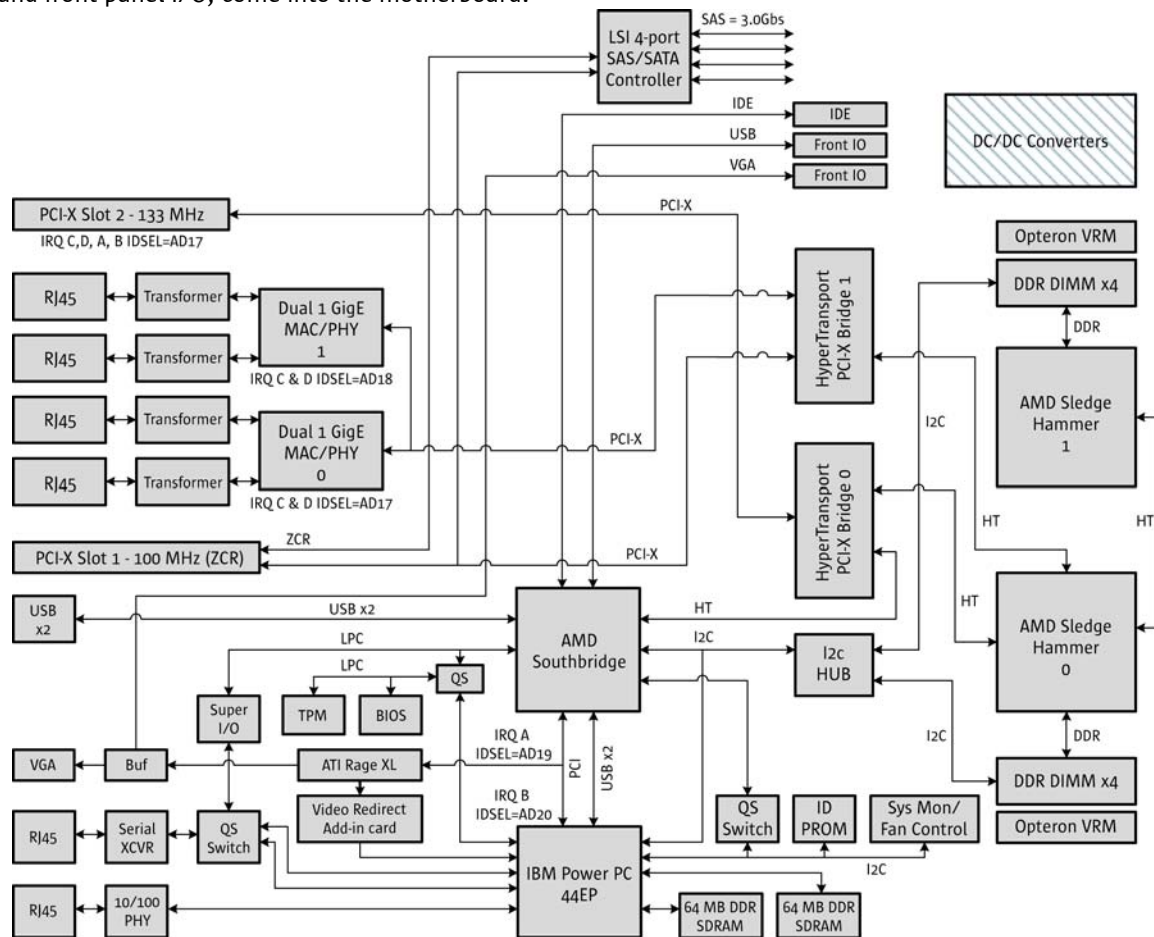 and front panel I/O, come into the motherboard.
SAS = 3.0Gbs
LSI 4-port
SAS/SATA
Controller
IDE
IDE
USB
Front IO
VGA
Front IO
DC/DC Converters
PCI-X Slot 2 - 133 MHz
IRQ C,D, A, B IDSEL=AD17
PCI-X
Opteron VRM
DDR DIMM x4
DDR
RJ45
Transformer
Dual 1 GigE
MAC/PHY
1
RJ45
Transformer
IRQ C & D IDSEL=AD18
HyperTransport
PCI-X Bridge 1
AMD Sledge
Hammer
1
I2C
RJ45
Transformer
Dual 1 GigE
MAC/PHY
0
RJ45
Transformer
IRQ C & D IDSEL=AD17
PCI-X
HyperTransport
PCI-X Bridge 0
HT
HT
ZCR
PCI-X Slot 1 - 100 MHz (ZCR)
PCI-X
USB
x2
USB x2
HT
HT
AMD Sledge
Hammer
0
AMD
Southbridge
I2C
I2c
HUB
LPC
LPC
QS
Super
I/O
TPM
BIOS
IRQ A
IDSEL=AD19
PCI
USB x2
I2C
DDR
VGA
Buf
ATI Rage XL
DDR DIMM x4
Video Redirect
Add-in card
IRQ B
IDSEL=AD20
QS
Switch
ID
PROM
Sys Mon/
Fan Control
Opteron VRM
RJ45
Serial
XCVR
QS
Switch
IBM Power PC
44EP
I2C
RJ45
10/100
PHY
64 MB DDR
SDRAM
64 MB DDR
SDRAM